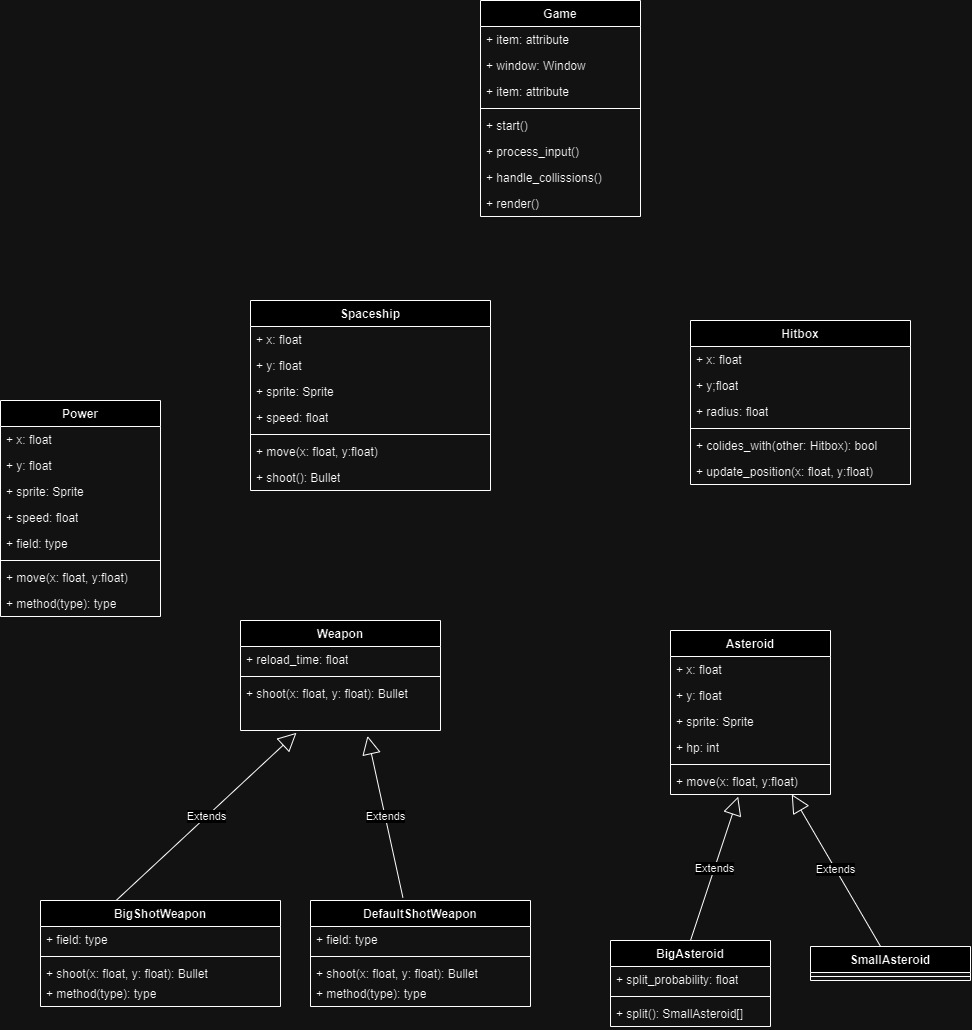 Game
+ item: attribute
+ window: Window
+ item: attribute
+ start()
+ process_input()
+ handle_collissions()
+ render()
Spaceship
+ x: float
+ y: float
+ sprite: Sprite
+ speed: float
+ move(x: float, y:float)
+ shoot(): Bullet
Hitbox
+ x: float
+ y;float
+ radius: float
+ colides_with(other: Hitbox): bool
+ update_position(x: float, y:float)
Power
+ x: float
+ y: float
+ sprite: Sprite
+ speed: float
+ field: type
+ move(x: float, y:float)
+ method(type): type
Weapon
+ reload_time: float
+ shoot(x: float, y: float): Bullet
Asteroid
+ x: float
+ y: float
+ sprite: Sprite
+ hp: int
+ move(x: float, y:float)
Extends
Extends
Extends
Extends
BigShotWeapon
+ field: type
+ shoot(x: float, y: float): Bullet
+ method(type): type
DefaultShotWeapon
+ field: type
+ shoot(x: float, y: float): Bullet
+ method(type): type
BigAsteroid
+ split_probability: float
+ split(): SmallAsteroid[]
SmallAsteroid